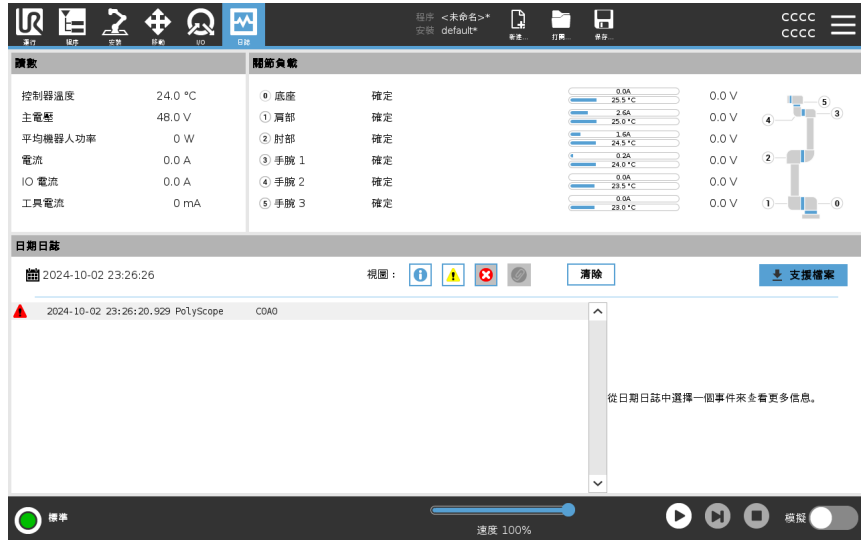 程序 <未命名>*
安裝 default*
CCCC
CCCC
運行
程序
安裝
移動
I/O
日誌
新建...
打開...
保存...
讀數
關節負載
控制器溫度 24.0 °C
主電壓 48.0 V
平均機器人功率 0 W
電流 0.0 A
IO 電流 0.0 A
工具電流 0 mA
0 底座 確定 0.0A 25.5 °C 0.0 V
1 肩部 確定 2.6A 25.0 °C 0.0 V
2 肘部 確定 1.6A 24.5 °C 0.0 V
3 手腕 1 確定 0.2A 24.0 °C 0.0 V
4 手腕 2 確定 0.0A 23.5 °C 0.0 V
5 手腕 3 確定 0.0A 23.0 °C 0.0 V
5
4
3
2
1
0
日期日誌
2024-10-02 23:26:26
視圖：
清除
支援檔案
2024-10-02 23:26:20.929 PolyScope C0A0
從日期日誌中選擇一個事件來查看更多信息。
標準
速度 100%
模擬